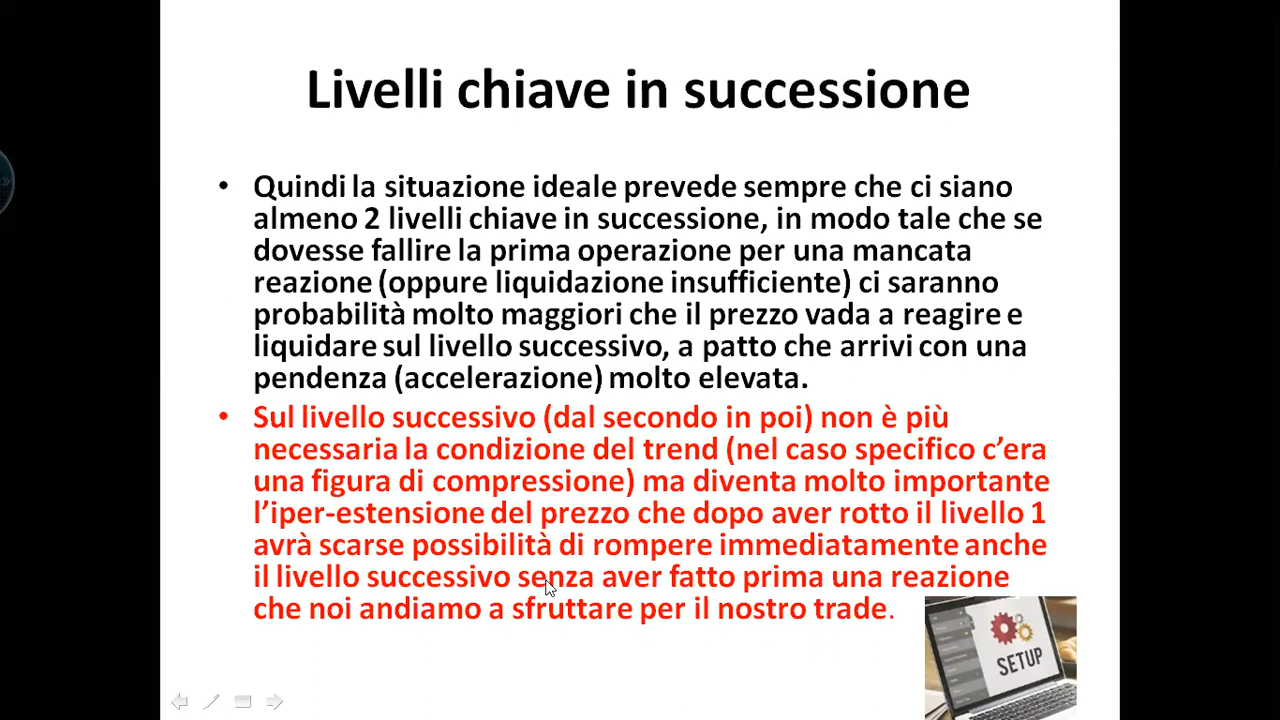 Livelli chiave in successione
• Quindi la situazione ideale prevede sempre che ci siano
almeno 2 livelli chiave in successione, in modo tale che se
dovesse fallire la prima operazione per una mancata
reazione (oppure liquidazione insufficiente) ci saranno
probabilità molto maggiori che il prezzo vada a reagire e
liquidare sul livello successivo, a patto che arrivi con una
pendenza (accelerazione) molto elevata.
• Sul livello successivo (dal secondo in poi) non è più
necessaria la condizione del trend (nel caso specifico c’era
una figura di compressione) ma diventa molto importante
l’iper-estensione del prezzo che dopo aver rotto il livello 1
avrà scarse possibilità di rompere immediatamente anche
il livello successivo senza aver fatto prima una reazione
che noi andiamo a sfruttare per il nostro trade.
SETUP